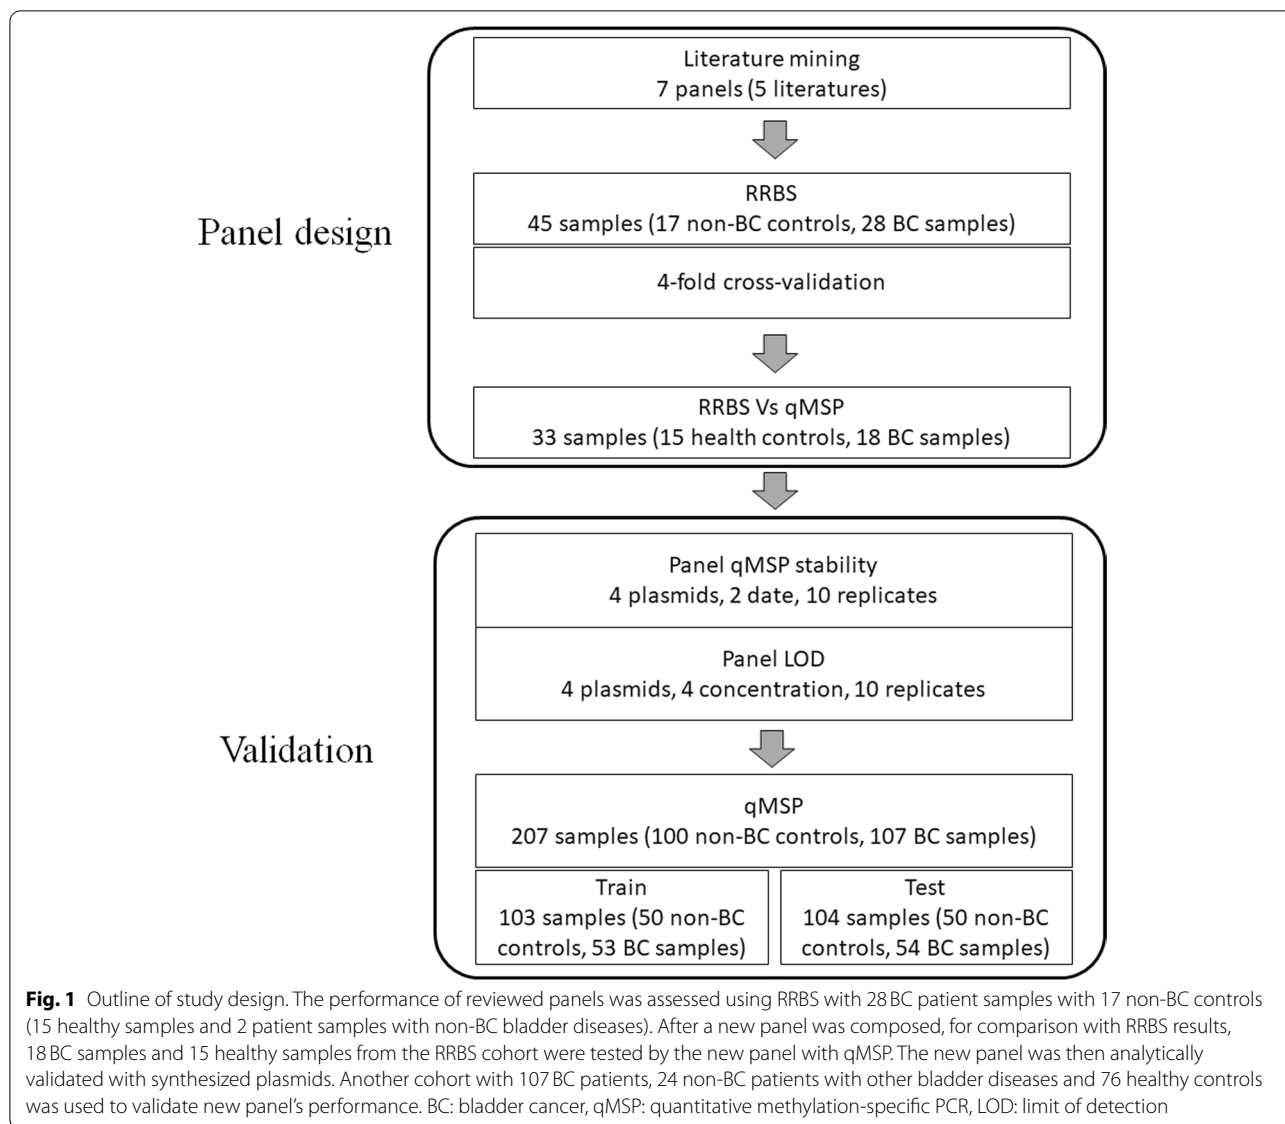 Literature mining
7 panels (5 literatures)
RRBS
45 samples (17 non-BC controls, 28 BC samples)
Panel design
4-fold cross-validation
RRBS Vs qMSP
33 samples (15 health controls, 18 BC samples)
Panel qMSP stability
4 plasmids, 2 date, 10 replicates
Panel LOD
4 plasmids, 4 concentration, 10 replicates
Validation
qMSP
207 samples (100 non-BC controls, 107 BC samples)
Train
103 samples (50 non-BC
controls, 53 BC samples)
Test
104 samples (50 non-BC
controls, 54 BC samples)
Fig. 1 Outline of study design. The performance of reviewed panels was assessed using RRBS with 28 BC patient samples with 17 non-BC controls
(15 healthy samples and 2 patient samples with non-BC bladder diseases). After a new panel was composed, for comparison with RRBS results,
18 BC samples and 15 healthy samples from the RRBS cohort were tested by the new panel with qMSP. The new panel was then analytically
validated with synthesized plasmids. Another cohort with 107 BC patients, 24 non-BC patients with other bladder diseases and 76 healthy controls
was used to validate new panel's performance. BC: bladder cancer, qMSP: quantitative methylation-specific PCR, LOD: limit of detection